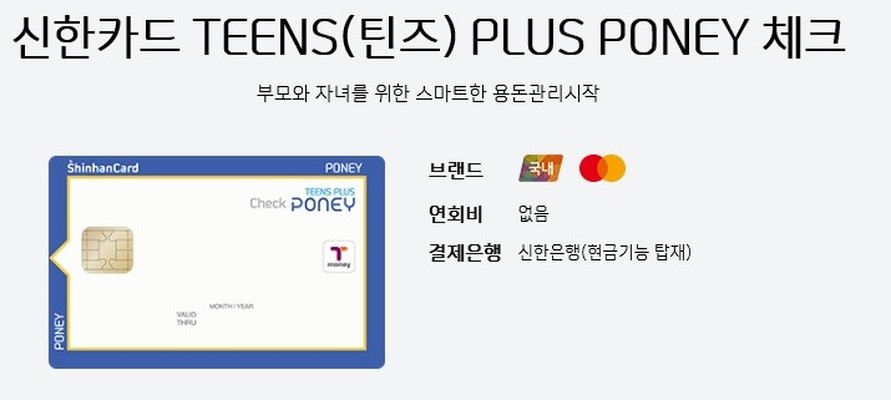 신한카드 TEENS(틴즈) PLUS PONEY 체크
부모와 자녀를 위한 스마트한 용돈관리시작
ShinhanCard PONEY
TEENS PLUS
Check PONEY
T
money
MONTH / YEAR
VALID
THRU
PONEY
브랜드 국내
연회비 없음
결제은행 신한은행(현금기능 탑재)